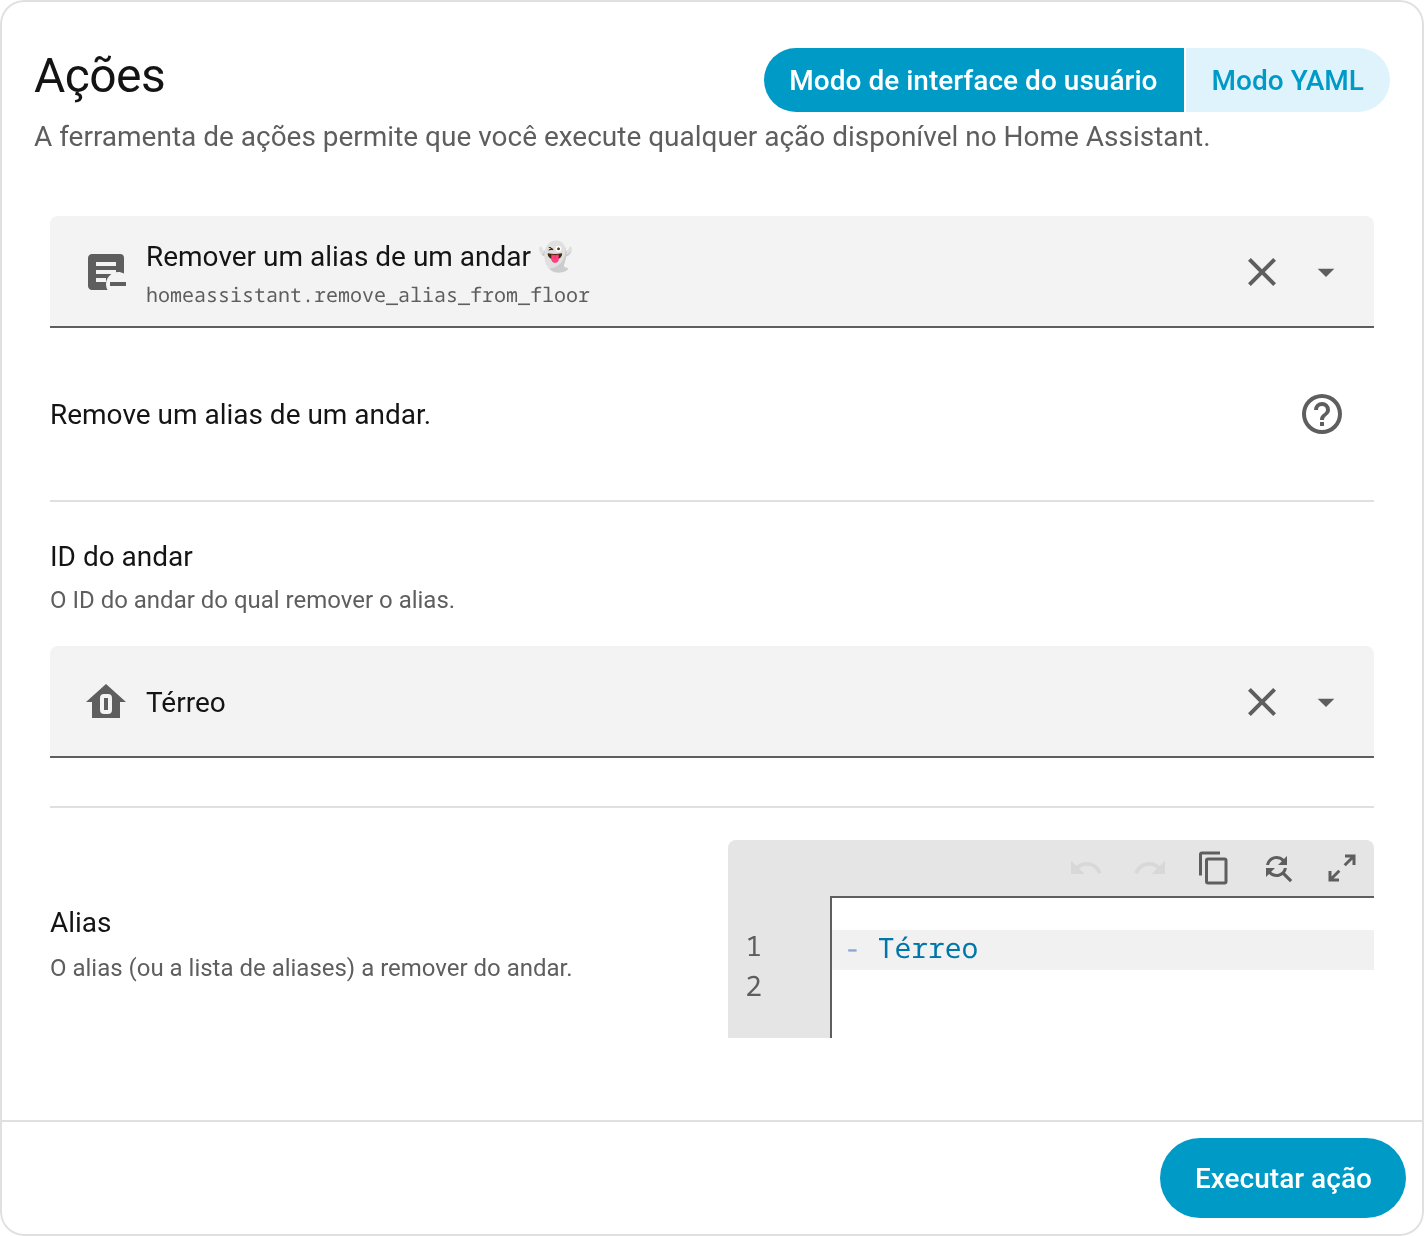 Ações
Modo de interface do usuário
Modo YAML
A ferramenta de ações permite que você execute qualquer ação disponível no Home Assistant.
Remover um alias de um andar 👻
homeassistant.remove_alias_from_floor
Remove um alias de um andar.
ID do andar
O ID do andar do qual remover o alias.
Térreo
Alias
O alias (ou a lista de aliases) a remover do andar.
1
- Térreo
2
Executar ação